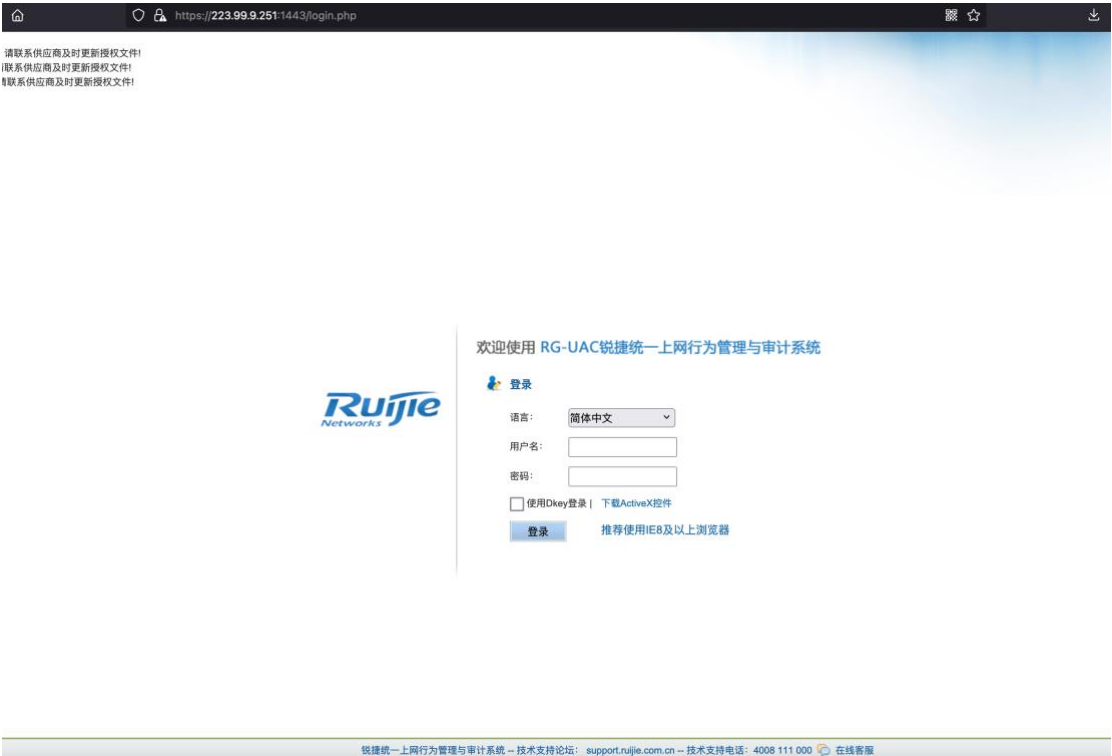 https://223.99.9.251:1443/login.php
请联系供应商及时更新授权文件!
联系供应商及时更新授权文件!
联系供应商及时更新授权文件!
欢迎使用 RG-UAC锐捷统一上网行为管理与审计系统
登录
Ruijie
Networks
语言: 简体中文
用户名:
密码:
使用Dkey登录 | 下载ActiveX控件
登录 推荐使用IE8及以上浏览器
锐捷统一上网行为管理与审计系统 -- 技术支持论坛: support.ruijie.com.cn -- 技术支持电话: 4008 111 000 在线客服